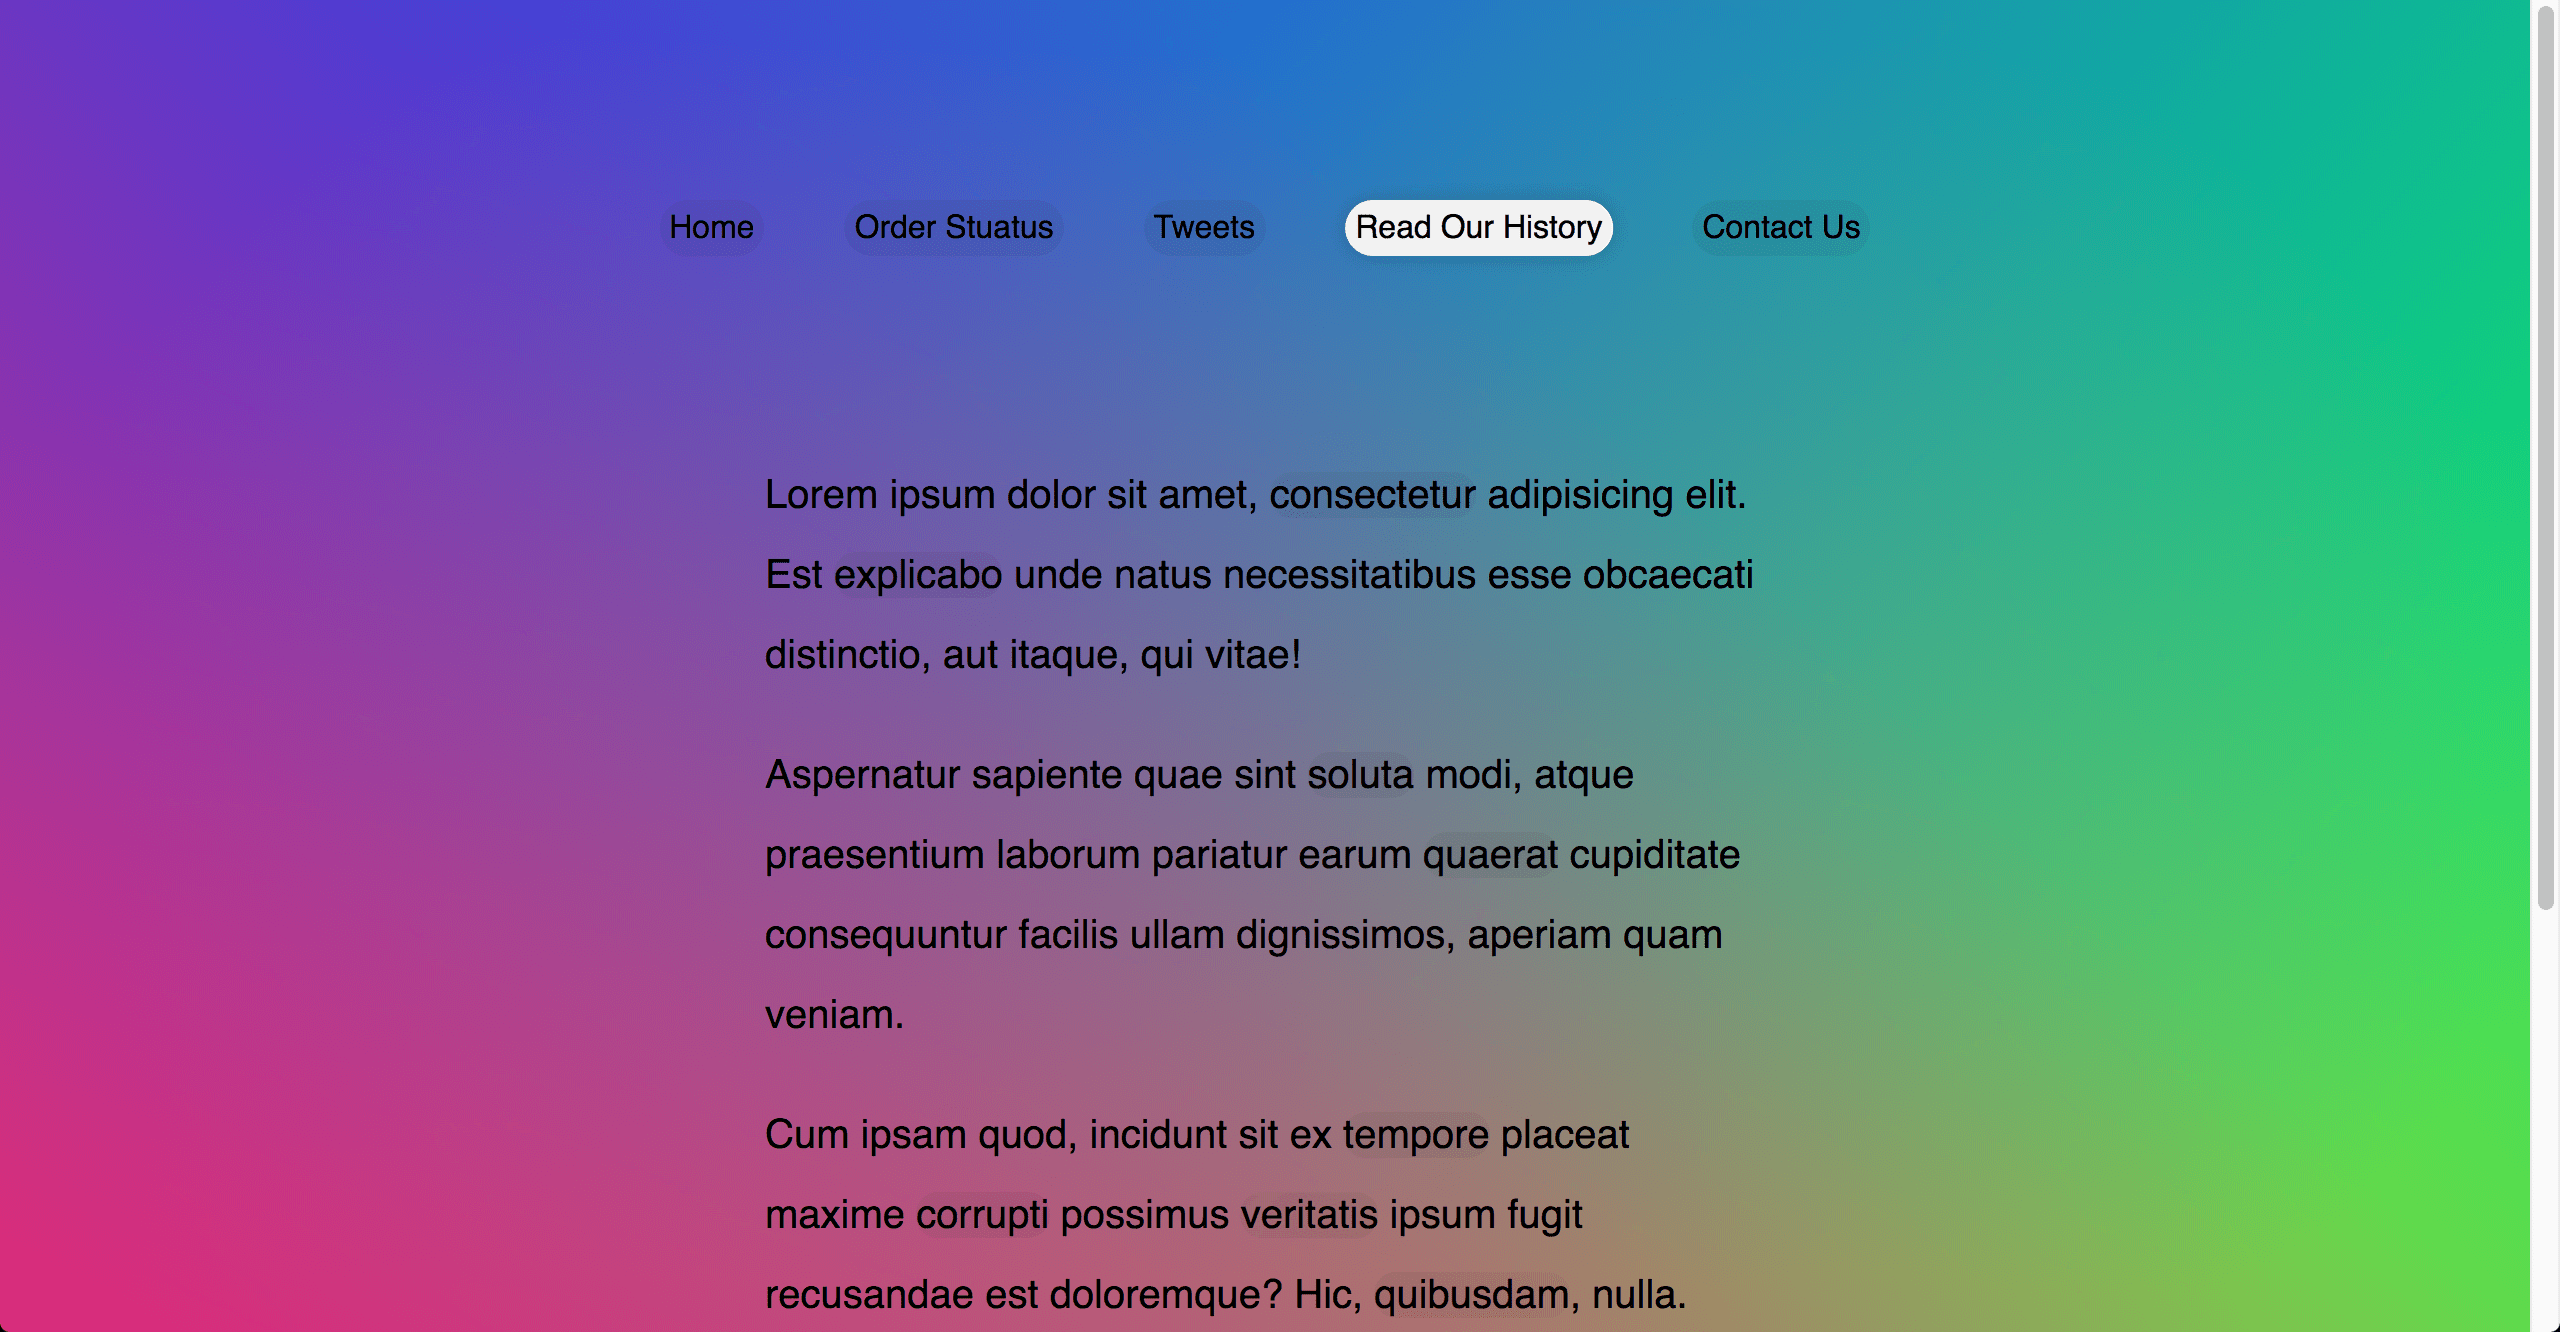 Home Order Stuatus Tweets Read Our History Contact Us
Lorem ipsum dolor sit amet, consectetur adipisicing elit.
Est explicabo unde natus necessitatibus esse obcaecati
distinctio, aut itaque, qui vitae!
Aspernatur sapiente quae sint soluta modi, atque
praesentium laborum pariatur earum quaerat cupiditate
consequuntur facilis ullam dignissimos, aperiam quam
veniam.
Cum ipsam quod, incidunt sit ex tempore placeat
maxime corrupti possimus veritatis ipsum fugit
recusandae est doloremque? Hic, quibusdam, nulla.